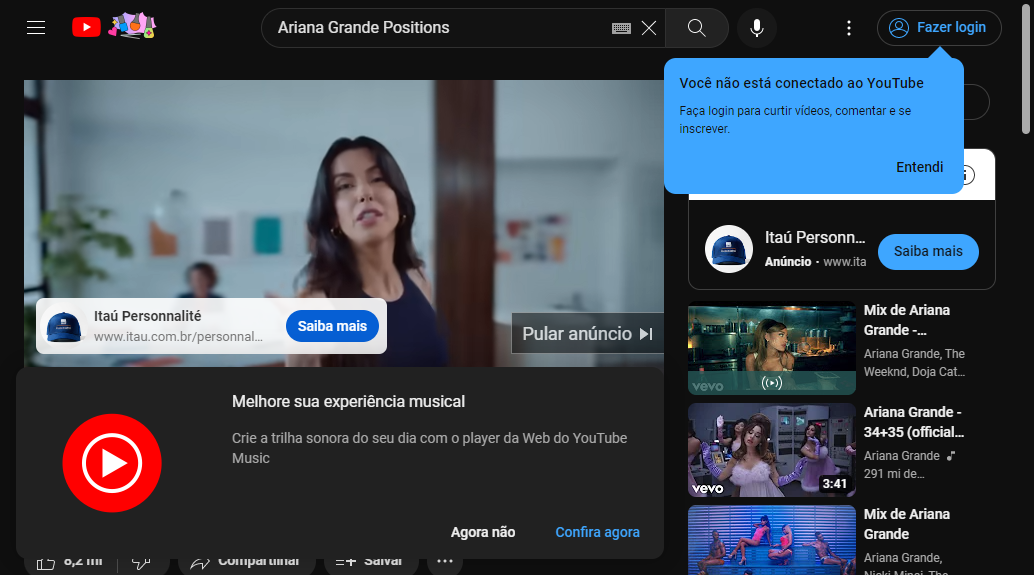 Ariana Grande Positions
Fazer login
Você não está conectado ao YouTube
Faça login para curtir vídeos, comentar e se
inscrever.
Entendi
Itaú Personn...
Anúncio · www.ita
Saiba mais
Itaú Personnalité
www.itau.com.br/personnal...
Saiba mais
Pular anúncio
Melhore sua experiência musical
Crie a trilha sonora do seu dia com o player da Web do YouTube
Music
Agora não
Confira agora
8,2 mi
Compartilhar
Salvar
vevo
Mix de Ariana
Grande -...
Ariana Grande, The
Weeknd, Doja Cat...
vevo
3:41
Ariana Grande -
34+35 (official...
Ariana Grande
291 mi de...
Mix de Ariana
Grande
Ariana Grande,
Nicki Minaj, The